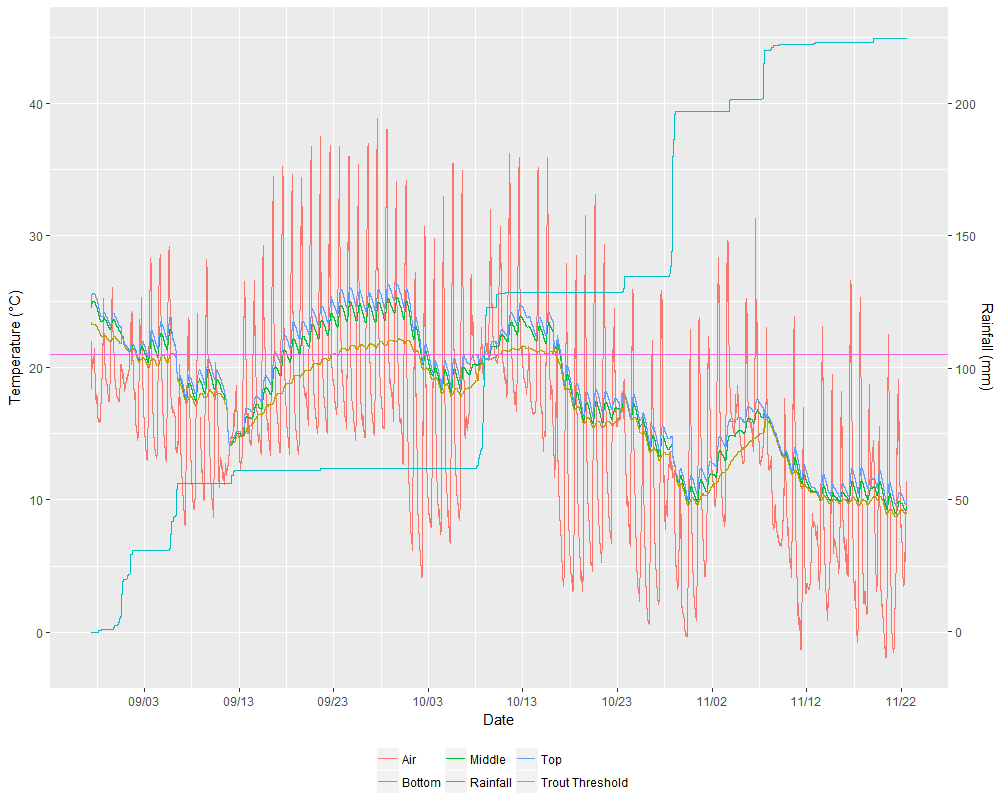 Temperature (°C)
40
30
20
10
0
200
150
100
50
0
Rainfall (mm)
09/03 09/13 09/23 10/03 10/13 10/23 11/02 11/12 11/22
Date
Air Middle Top
Bottom Rainfall Trout Threshold